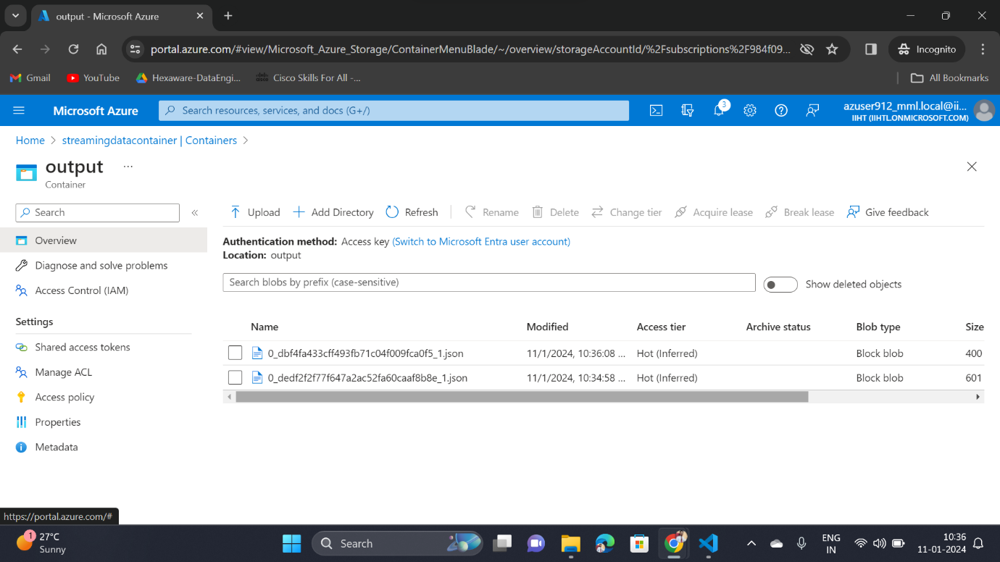 output - Microsoft Azure
portal.azure.com/#view/Microsoft_Azure_Storage/ContainerMenuBlade/~/overview/storageAccountId/%2Fsubscriptions%2F984f09... Incognito
Gmail YouTube Hexaware-DataEngi... Cisco Skills For All -... All Bookmarks
Microsoft Azure Search resources, services, and docs (G+/) 3 azuser912_mml.local@ii...
IIHT (IIHTL.ONMICROSOFT.COM)
Home > streamingdatacontainer | Containers >
output ...
Container
Search «
Upload Add Directory Refresh Rename Delete Change tier Acquire lease Break lease Give feedback
Overview
Diagnose and solve problems
Access Control (IAM)
Settings
Shared access tokens
Manage ACL
Access policy
Properties
Metadata
Authentication method: Access key (Switch to Microsoft Entra user account)
Location: output
Search blobs by prefix (case-sensitive) Show deleted objects
Name Modified Access tier Archive status Blob type Size
0_dbf4fa433cff493fb71c04f009fca0f5_1.json 11/1/2024, 10:36:08 ... Hot (Inferred) Block blob 400
0_dedf2f2f77f647a2ac52fa60caaf8b8e_1.json 11/1/2024, 10:34:58 ... Hot (Inferred) Block blob 601
https://portal.azure.com/#
1 27°C
Sunny
Search
ENG
IN
10:36
11-01-2024